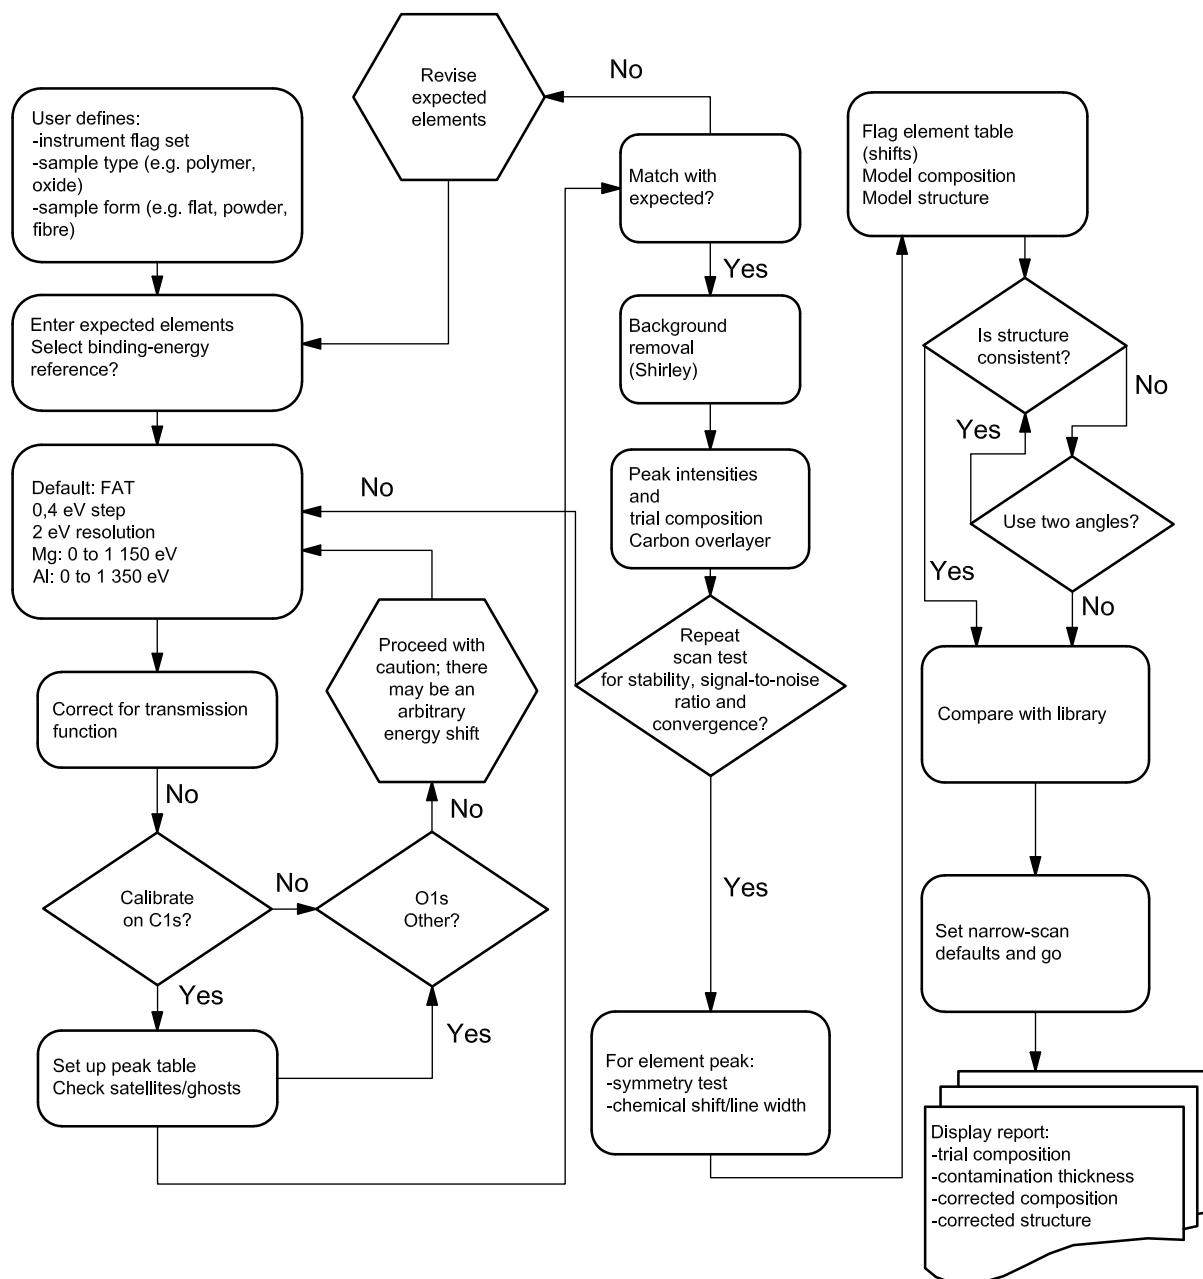 User defines:
-instrument flag set
-sample type (e.g. polymer,
oxide)
-sample form (e.g. flat, powder,
fibre)
Enter expected elements
Select binding-energy
reference?
Default: FAT
0,4 eV step
2 eV resolution
Mg: 0 to 1 150 eV
Al: 0 to 1 350 eV
Correct for transmission
function
No
Calibrate
on C1s?
No
Yes
Set up peak table
Check satellites/ghosts
Yes
O1s
Other?
No
Proceed with
caution; there
may be an
arbitrary
energy shift
Revise
expected
elements
No
Match with
expected?
Yes
Background
removal
(Shirley)
Peak intensities
and
trial composition
Carbon overlayer
No
Repeat
scan test
for stability, signal-to-noise
ratio and
convergence?
Yes
For element peak:
-symmetry test
-chemical shift/line width
Flag element table
(shifts)
Model composition
Model structure
Is structure
consistent?
No
Yes
Use two angles?
Yes
No
Compare with library
Set narrow-scan
defaults and go
Display report:
-trial composition
-contamination thickness
-corrected composition
-corrected structure